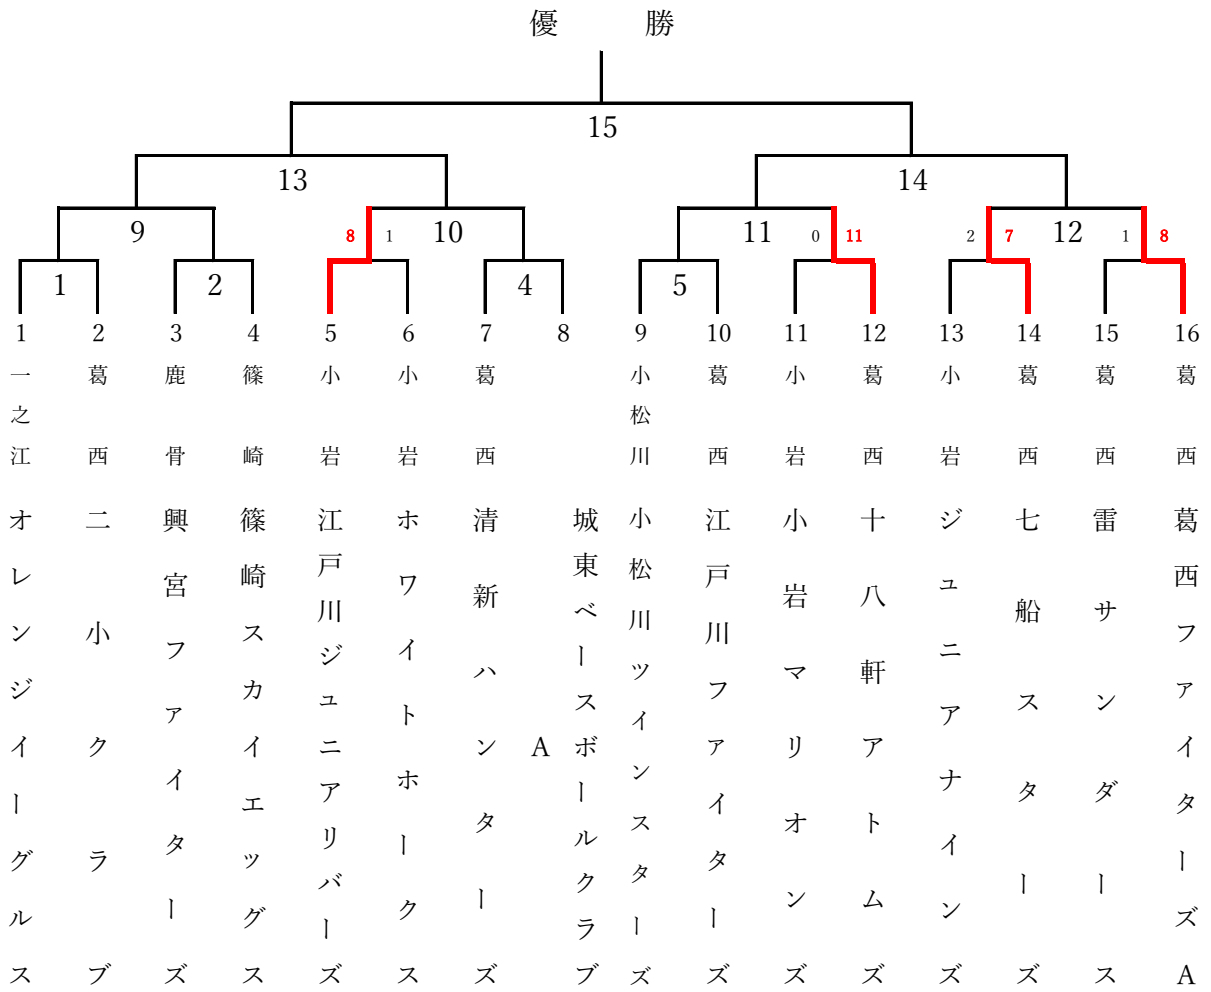 優 勝
15
13 14
9 8 1 10 11 0 11 2 7 12 1 8
1 2 4 5
1 2 3 4 5 6 7 8 9 10 11 12 13 14 15 16
一之江
オレンジイーグルス
葛西
二小クラブ
鹿骨
興宮ファイターズ
篠崎
篠崎スカイエッグス
小岩
江戸川ジュニアリバーズ
小岩
ホワイトホークス
葛西
清新ハンターズ
城東ベースボールクラブ
A
小松川
小松川ツインスターズ
葛西
江戸川ファイターズ
小岩
小岩マリオンズ
葛西
十八軒アトムズ
小岩
ジュニアナインズ
葛西
七船スターズ
葛西
雷サンダース
葛西
葛西ファイターズA